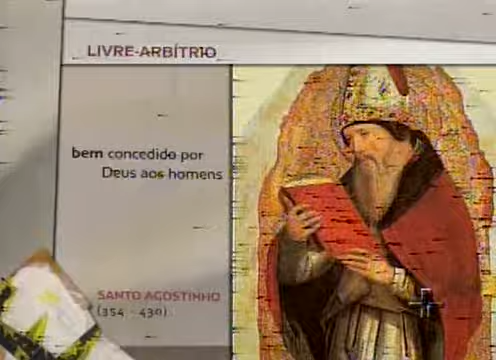 LIVRE-ARBÍTRIO
bem concedido por
Deus aos homens
SANTO AGOSTINHO
(354 - 430)